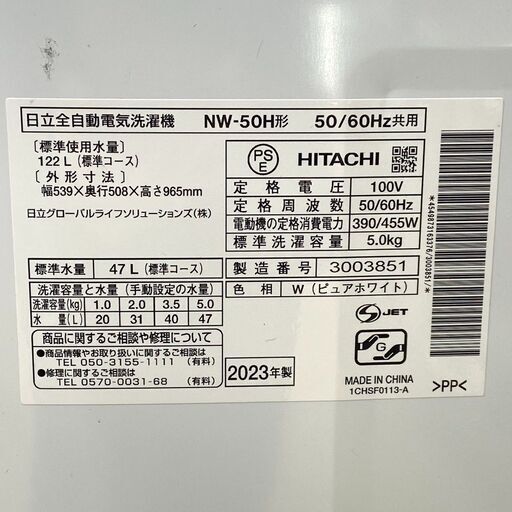 日立全自動電気洗濯機 NW-50H形 50/60Hz共用
〔標準使用水量〕
122 L (標準コース)
〔外形寸法〕
幅539×奥行508×高さ965mm
日立グローバルライフソリューションズ(株)
PS
E
HITACHI
定格電圧 100V
定格周波数 50/60Hz
電動機の定格消費電力 390/455W
標準洗濯容量 5.0kg
標準水量 47 L (標準コース)
製造番号 3003851
洗濯容量と水量 (手動設定の水量)
洗濯容量(kg) 1.0 2.0 3.5 5.0
水量(L) 20 31 40 47
色相 W (ピュアホワイト)
商品に関するご相談や修理について
●商品情報やお取り扱いに関するご相談
TEL 050-3155-1111 (有料)
●修理に関するご相談
TEL 0570-0031-68 (有料)
2023年製
S JET
G
MADE IN CHINA
1CHSF0113-A
>PP<
*4549873163376/3003851/*